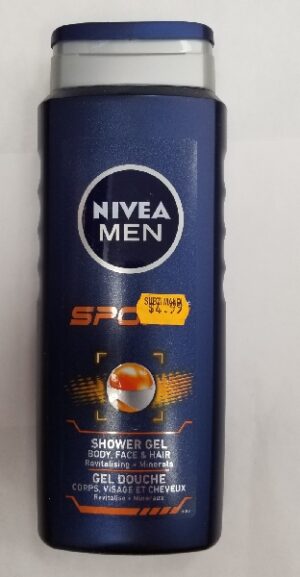 NIVEA
MEN
SPO
$4.99
SHOWER GEL
BODY, FACE & HAIR
Revitalising + Minerals
GEL DOUCHE
CORPS, VISAGE ET CHEVEUX
Revitalise + Minéraux